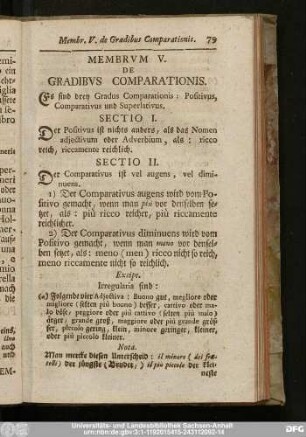 Membr. V. de Gradibus Comparationis. 79
MEMBRVM V.
DE
GRADIBVS COMPARATIONIS.
Es sind drey Gradus Comparationis: Positivus,
Comparativus und Superlativus.
SECTIO I.
Der Positivus ist nichts anders, als das Nomen
adjectivum oder Adverbium, als: ricco
reich, riccamente reichlich.
SECTIO II.
Der Comparativus ist vel augens, vel dimi-
nuens.
1) Der Comparativus augens wird vom Po-
sitivo gemacht, wenn man più vor denselben se-
tzet, als: più ricco reicher, più riccamente
reichlicher.
2) Der Comparativus diminuens wird vom
Positivo gemacht, wenn man meno vor densel-
ben setzet, als: meno (men) ricco nicht so reich,
meno riccamente nicht so reichlich.
Excipe.
Irregularia sind:
(a) Folgende vier Adjectiva: Buono gut, megliore oder
migliore (selten più buono) besser, cattivo oder ma-
lo böse, peggiore oder più cattivo (selten più malo)
ärger, grande groß, maggiore oder più grande grös-
ser, piccolo gering, klein, minore geringer, kleiner,
oder più piccolo kleiner.
Nota.
Man mercke diesen Unterscheid: il minore (dei fra-
telli) der jüngste (Bruder,) il più piccolo der klei-
neste
Universitäts- und Landesbibliothek Sachsen-Anhalt
urn:nbn:de:gbv:3:1-1192015415-243112092-14
DFG